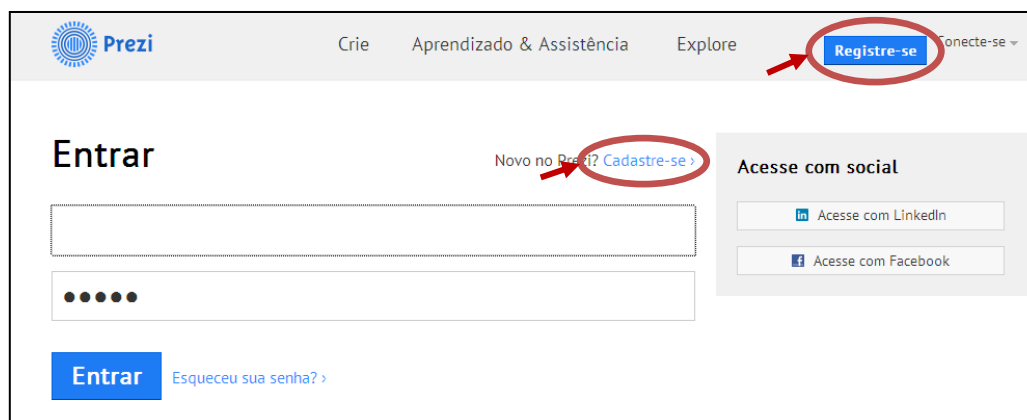 Prezi
Crie Aprendizado & Assistência Explore Registre-se Conecte-se
Entrar
Novo no Prezi? Cadastre-se ›
Acesse com social
Acesse com LinkedIn
Acesse com Facebook
•••••
Entrar Esqueceu sua senha? ›